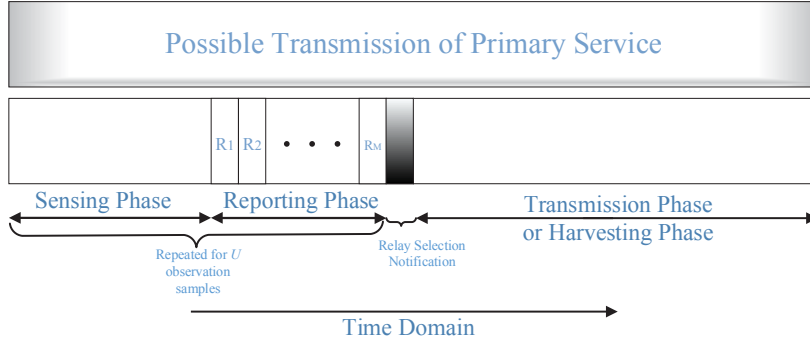 Possible Transmission of Primary Service
R1 R2 • • • RM
Sensing Phase
Reporting Phase
Transmission Phase
or Harvesting Phase
Repeated for U
observation
samples
Relay Selection
Notification
Time Domain